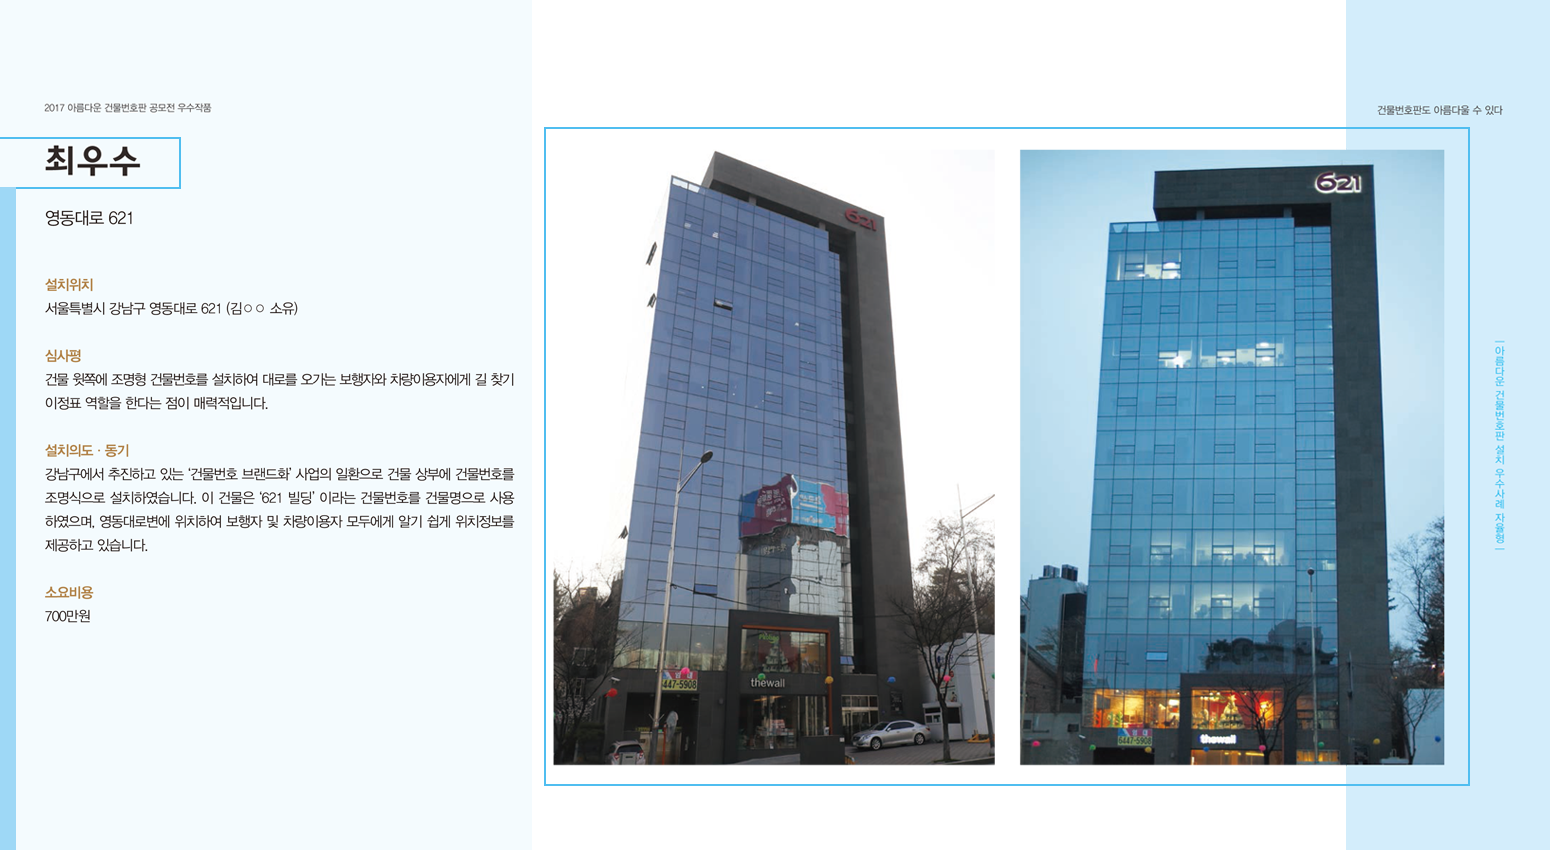 2017 아름다운 건물번호판 공모전 우수작품
최우수
영동대로 621
설치위치
서울특별시 강남구 영동대로 621 (김○○ 소유)
심사평
건물 윗쪽에 조명형 건물번호를 설치하여 대로를 오가는 보행자와 차량이용자에게 길 찾기
이정표 역할을 한다는 점이 매력적입니다.
설치의도 · 동기
강남구에서 추진하고 있는 ‘건물번호 브랜드화’ 사업의 일환으로 건물 상부에 건물번호를
조명식으로 설치하였습니다. 이 건물은 ‘621 빌딩’ 이라는 건물번호를 건물명으로 사용
하였으며, 영동대로변에 위치하여 보행자 및 차량이용자 모두에게 알기 쉽게 위치정보를
제공하고 있습니다.
소요비용
700만원
건물번호판도 아름다울 수 있다
621
447-5908
thewall
621
임대
6447-5908
thewall
|아름다운 건물번호판 설치 우수사례 자율형|